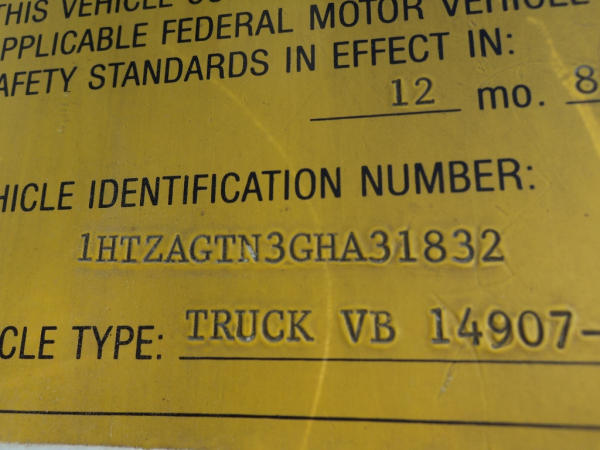 THIS VEHICLE
APPLICABLE FEDERAL MOTOR VEHICLE
SAFETY STANDARDS IN EFFECT IN:
12 mo. 8
VEHICLE IDENTIFICATION NUMBER:
1HTZAGTN3GHA31832
VEHICLE TYPE: TRUCK VB 14907-